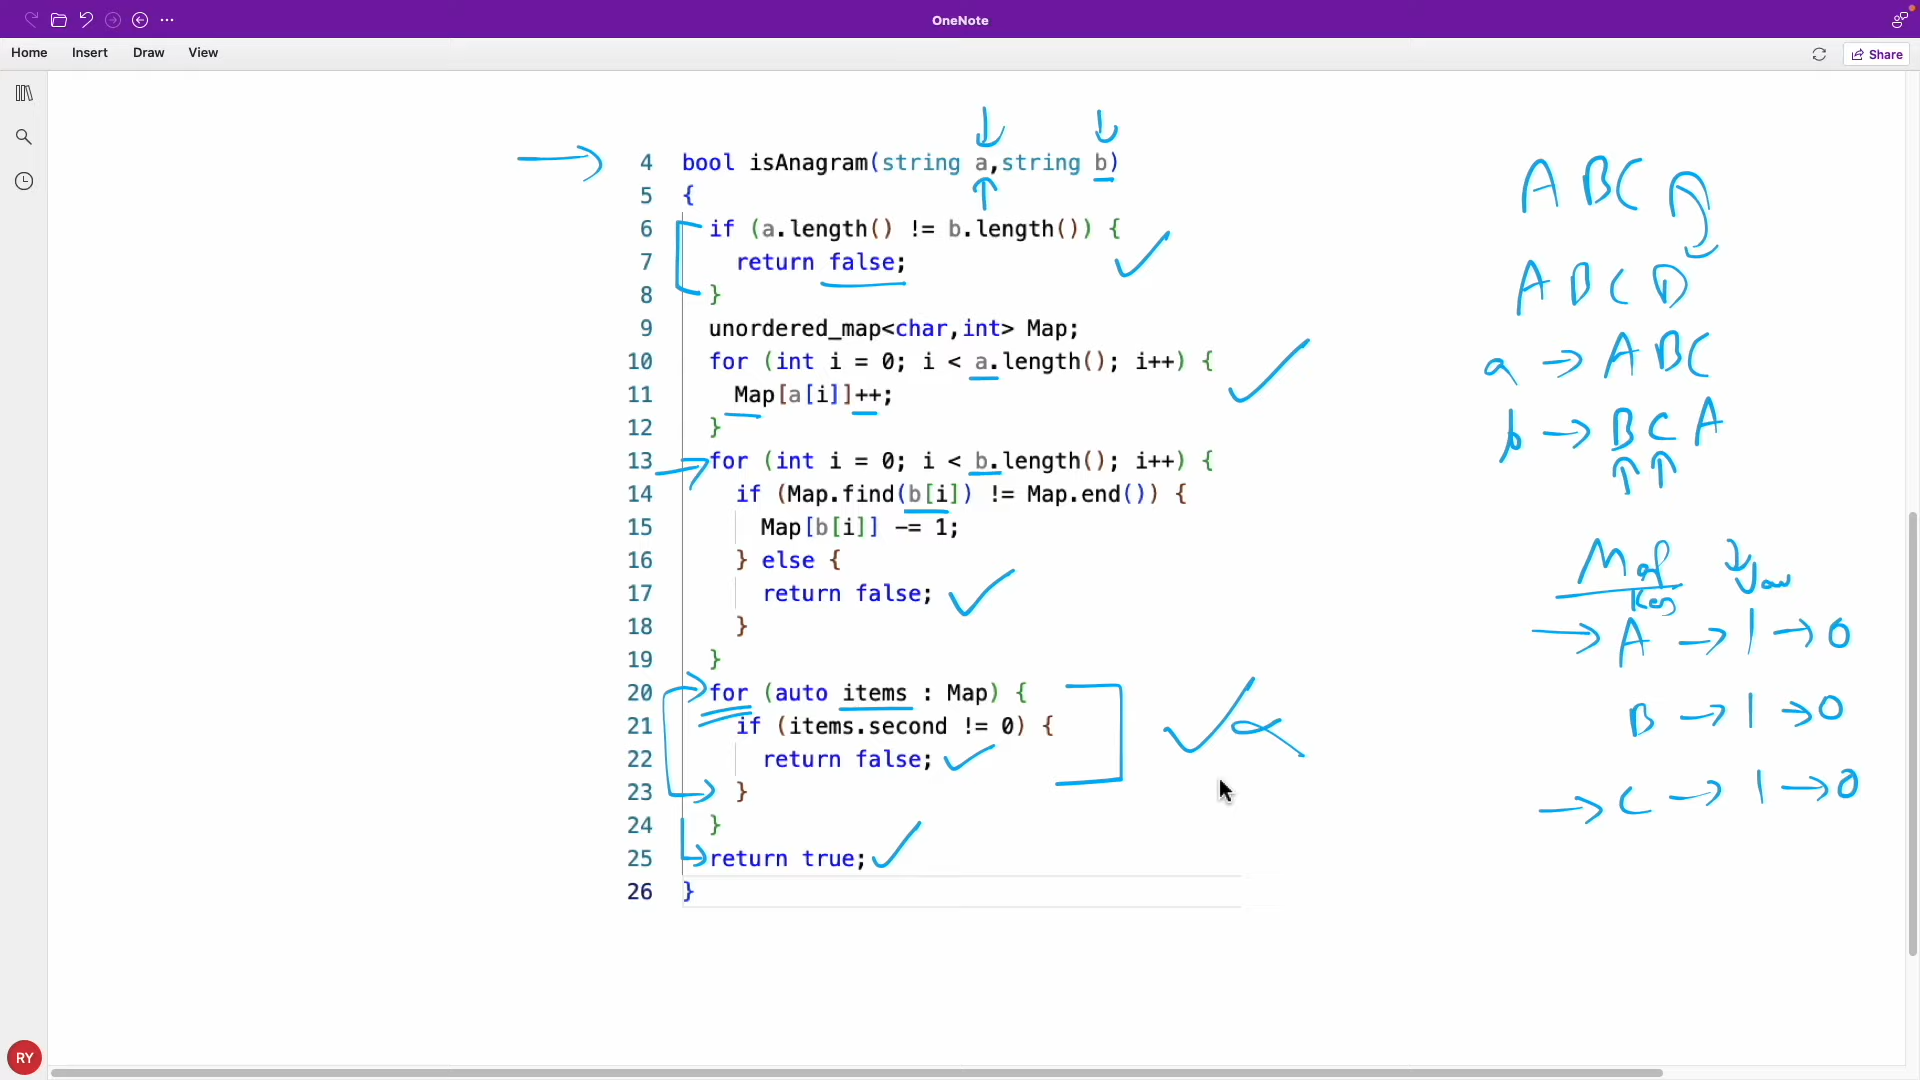 OneNote
Home Insert Draw View
Share
4 bool isAnagram(string a,string b)
5 {
6 if (a.length() != b.length()) {
7 return false;
8 }
9 unordered_map<char,int> Map;
10 for (int i = 0; i < a.length(); i++) {
11 Map[a[i]]++;
12 }
13 for (int i = 0; i < b.length(); i++) {
14 if (Map.find(b[i]) != Map.end()) {
15 Map[b[i]] -= 1;
16 } else {
17 return false;
18 }
19 }
20 for (auto items : Map) {
21 if (items.second != 0) {
22 return false;
23 }
24 }
25 return true;
26 }
ABC
ABCD
a → ABC
b → BCA
Map
Key
A → 1 → 0
B → 1 → 0
C → 1 → 0
RY